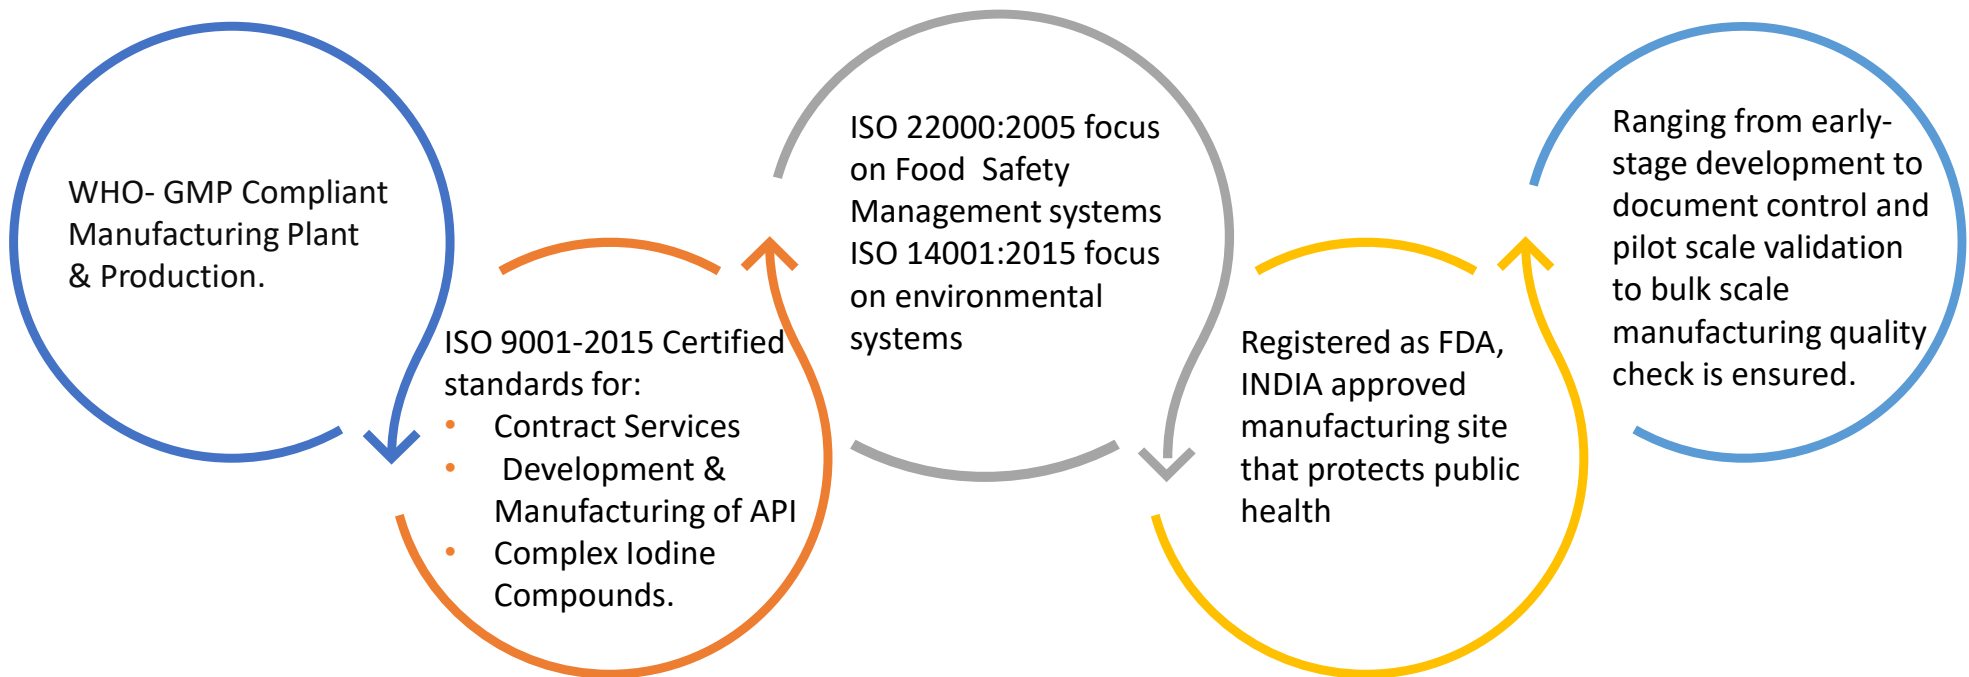 WHO- GMP Compliant
Manufacturing Plant
& Production.
ISO 9001-2015 Certified
standards for:
• Contract Services
• Development &
Manufacturing of API
• Complex Iodine
Compounds.
ISO 22000:2005 focus
on Food  Safety
Management systems
ISO 14001:2015 focus
on environmental
systems
Registered as FDA,
INDIA approved
manufacturing site
that protects public
health
Ranging from early-
stage development to
document control and
pilot scale validation
to bulk scale
manufacturing quality
check is ensured.